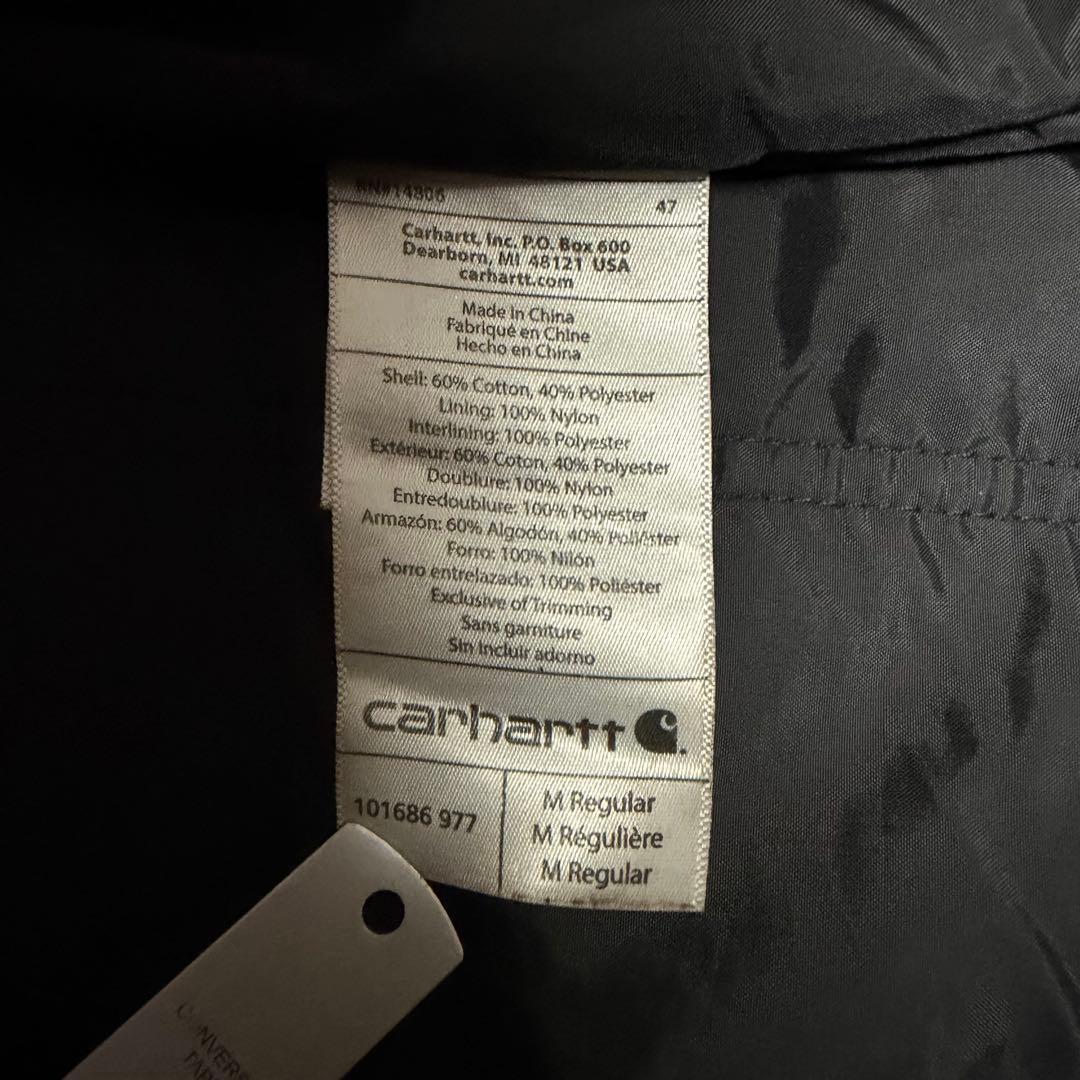 RN#14806
47
Carhartt, Inc. P.O. Box 600
Dearborn, MI 48121 USA
carhartt.com
Made in China
Fabriqué en Chine
Hecho en China
Shell: 60% Cotton, 40% Polyester
Lining: 100% Nylon
Interlining: 100% Polyester
Extérieur: 60% Coton, 40% Polyester
Doublure: 100% Nylon
Entredoublure: 100% Polyester
Armazón: 60% Algodón, 40% Poliéster
Forro: 100% Nilón
Forro entrelazado: 100% Poliéster
Exclusive of Trimming
Sans garniture
Sin incluir adorno
carhartt
101686 977
M Regular
M Régulière
M Regular